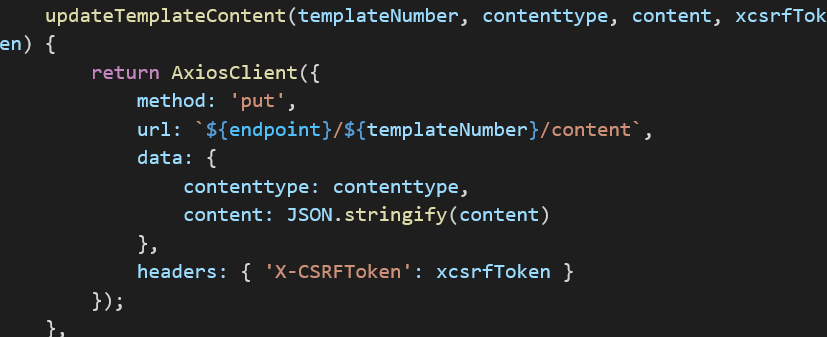 updateTemplateContent(templateNumber, contenttype, content, xcsrfTok
en) {
return AxiosClient({
method: 'put',
url: `${endpoint}/${templateNumber}/content`,
data: {
contenttype: contenttype,
content: JSON.stringify(content)
},
headers: { 'X-CSRFToken': xcsrfToken }
});
},